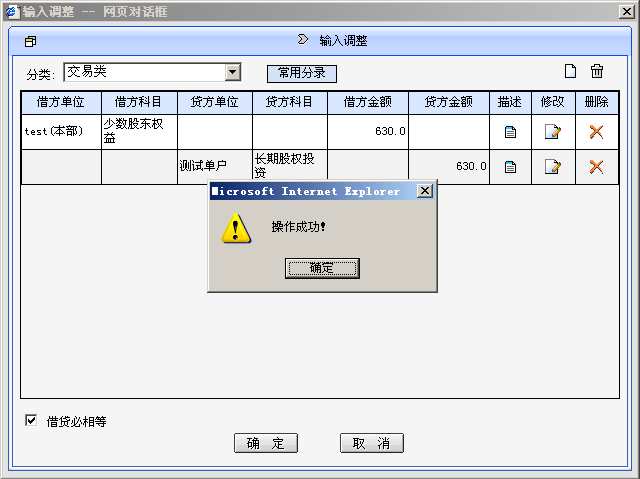 输入调整 -- 网页对话框
输入调整
分类: 交易类 常用分录
借方单位 借方科目 贷方单位 贷方科目 借方金额 贷方金额 描述 修改 删除
test(本部) 少数股东权 630.0
益
测试单户 长期股权投 630.0
资
Microsoft Internet Explorer
操作成功!
确定
借贷必相等
确 定 取 消